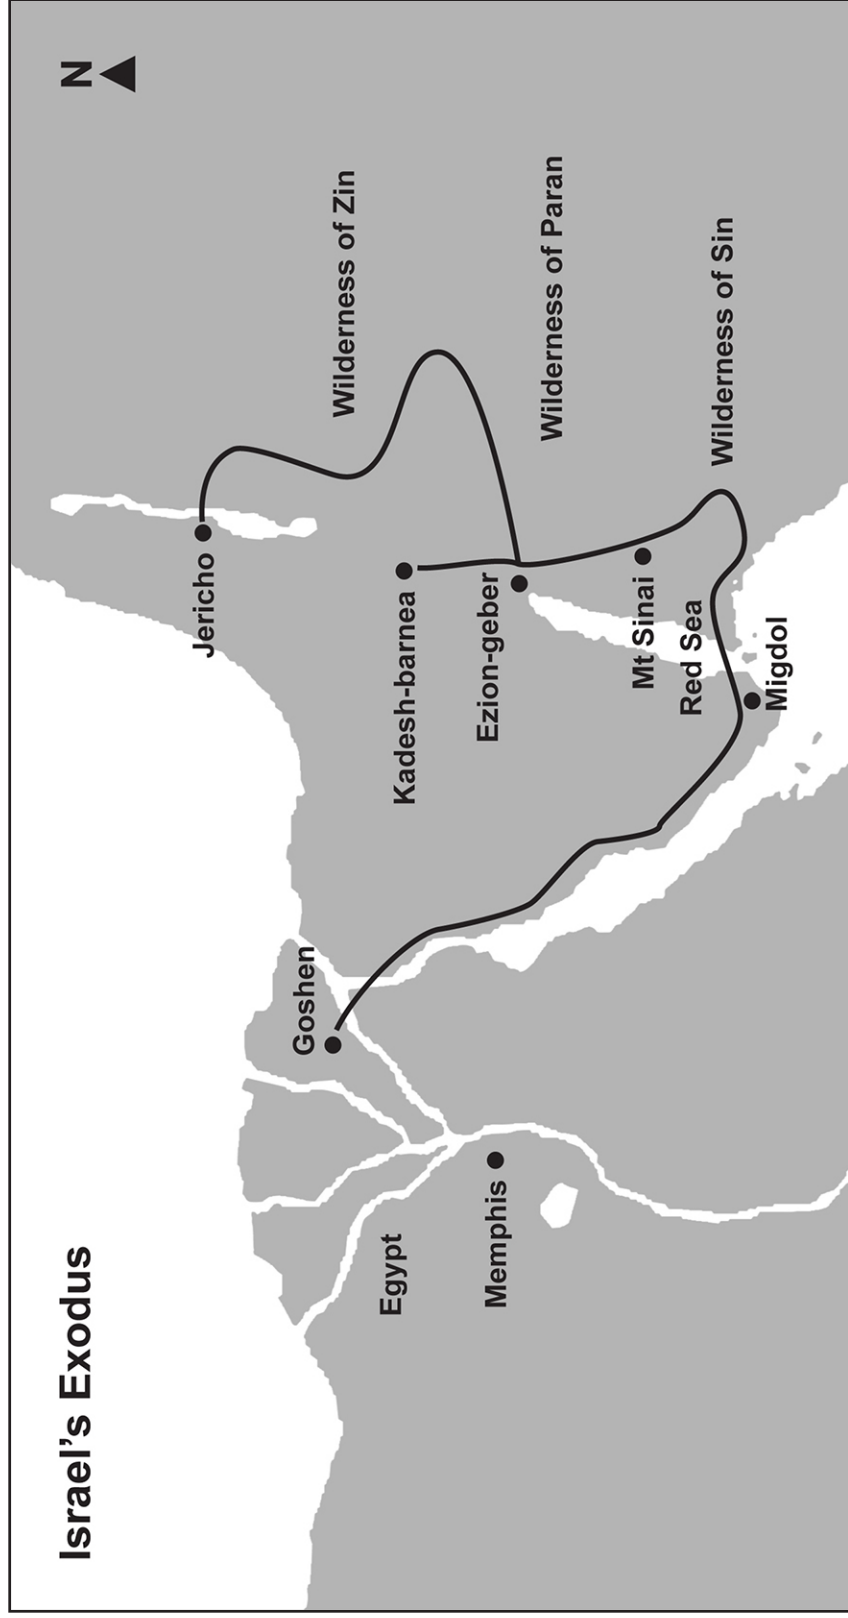 Israel's Exodus
N
Jericho
Wilderness of Zin
Goshen
Egypt
Kadesh-barnea
Memphis
Ezion-geber
Wilderness of Paran
Mt Sinai
Red Sea
Wilderness of Sin
Migdol